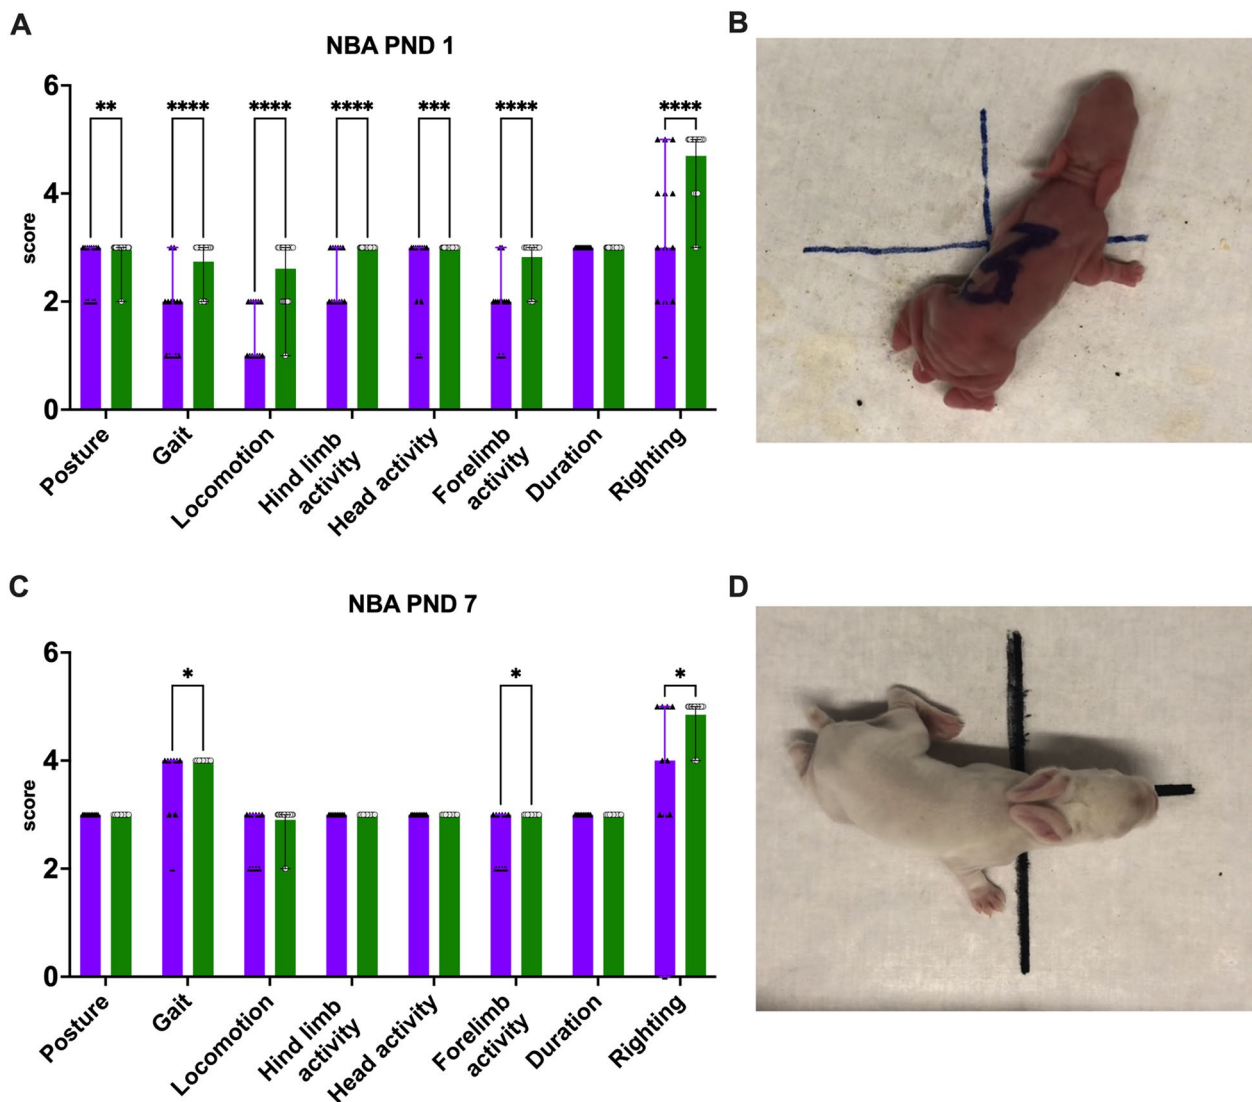 A
NBA PND 1
6
4
2
0
score
** **** **** **** *** **** ****
Posture
Gait
Locomotion
Hind limb
activity
Head activity
Forelimb
activity
Duration
Righting
B
C
NBA PND 7
6
4
2
0
score
* * *
Posture
Gait
Locomotion
Hind limb
activity
Head activity
Forelimb
activity
Duration
Righting
D